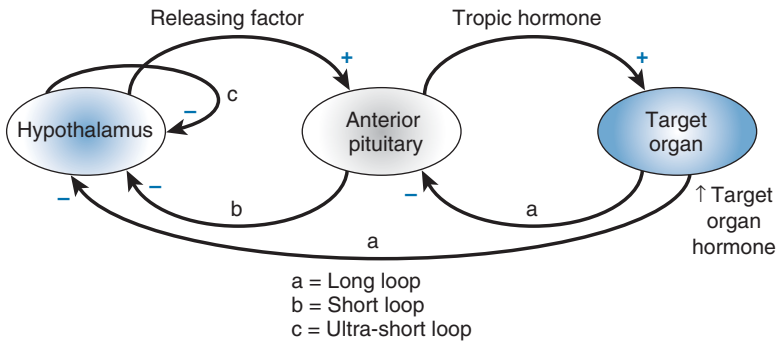 Releasing factor
Tropic hormone
+
+
c
–
Hypothalamus
Anterior
pituitary
Target
organ
–
–
–
b
a
↑ Target
organ
hormone
a
a = Long loop
b = Short loop
c = Ultra-short loop